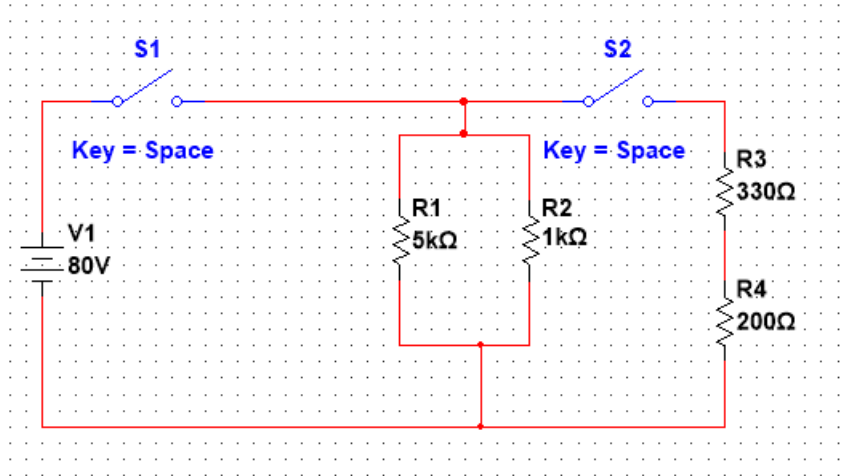 S1
S2
Key = Space
Key = Space
R3
330Ω
R1
5kΩ
R2
1kΩ
V1
80V
R4
200Ω